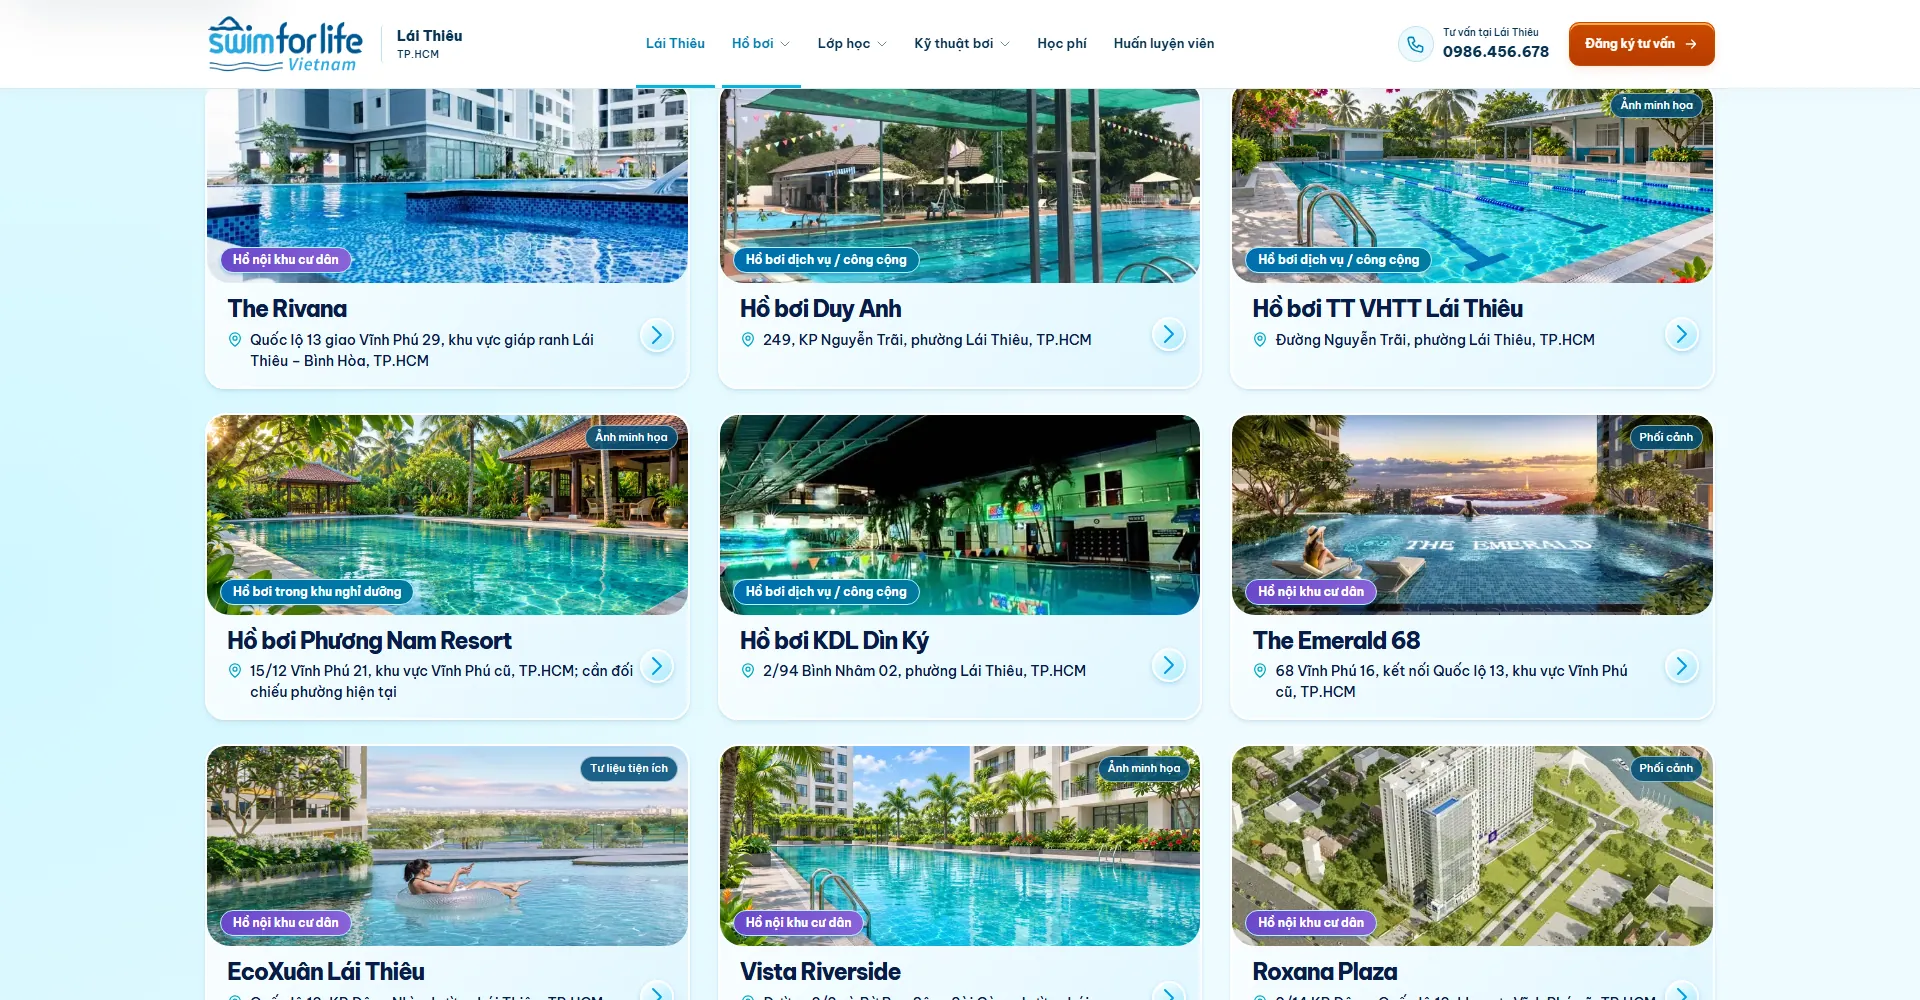 swimforlife
Vietnam
Lái Thiêu
TP.HCM
Lái Thiêu
Hồ bơi
Lớp học
Kỹ thuật bơi
Học phí
Huấn luyện viên
Tư vấn tại Lái Thiêu
0986.456.678
Đăng ký tư vấn
Hồ nội khu cư dân
The Rivana
Quốc lộ 13 giao Vĩnh Phú 29, khu vực giáp ranh Lái
Thiêu – Bình Hòa, TP.HCM
Hồ bơi dịch vụ / công cộng
Hồ bơi Duy Anh
249, KP Nguyễn Trãi, phường Lái Thiêu, TP.HCM
Ảnh minh họa
Hồ bơi dịch vụ / công cộng
Hồ bơi TT VHTT Lái Thiêu
Đường Nguyễn Trãi, phường Lái Thiêu, TP.HCM
Ảnh minh họa
Hồ bơi trong khu nghỉ dưỡng
Hồ bơi Phương Nam Resort
15/12 Vĩnh Phú 21, khu vực Vĩnh Phú cũ, TP.HCM; cần đối
chiếu phường hiện tại
Hồ bơi dịch vụ / công cộng
Hồ bơi KDL Dìn Ký
2/94 Bình Nhâm 02, phường Lái Thiêu, TP.HCM
Phối cảnh
THE EMERALD
Hồ nội khu cư dân
The Emerald 68
68 Vĩnh Phú 16, kết nối Quốc lộ 13, khu vực Vĩnh Phú
cũ, TP.HCM
Tư liệu tiện ích
Hồ nội khu cư dân
EcoXuân Lái Thiêu
Ảnh minh họa
Hồ nội khu cư dân
Vista Riverside
Phối cảnh
Hồ nội khu cư dân
Roxana Plaza